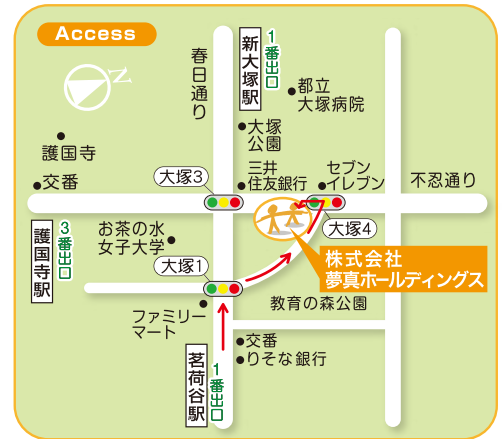 Access
N
春日通り
新大塚駅
1番出口
都立
大塚病院
大塚
公園
護国寺
交番
大塚3
三井
住友銀行
セブン
イレブン
不忍通り
護国寺駅
3番出口
お茶の水
女子大学
大塚4
大塚1
株式会社
夢真ホールディングス
教育の森公園
ファミリー
マート
茗荷谷駅
1番出口
交番
りそな銀行